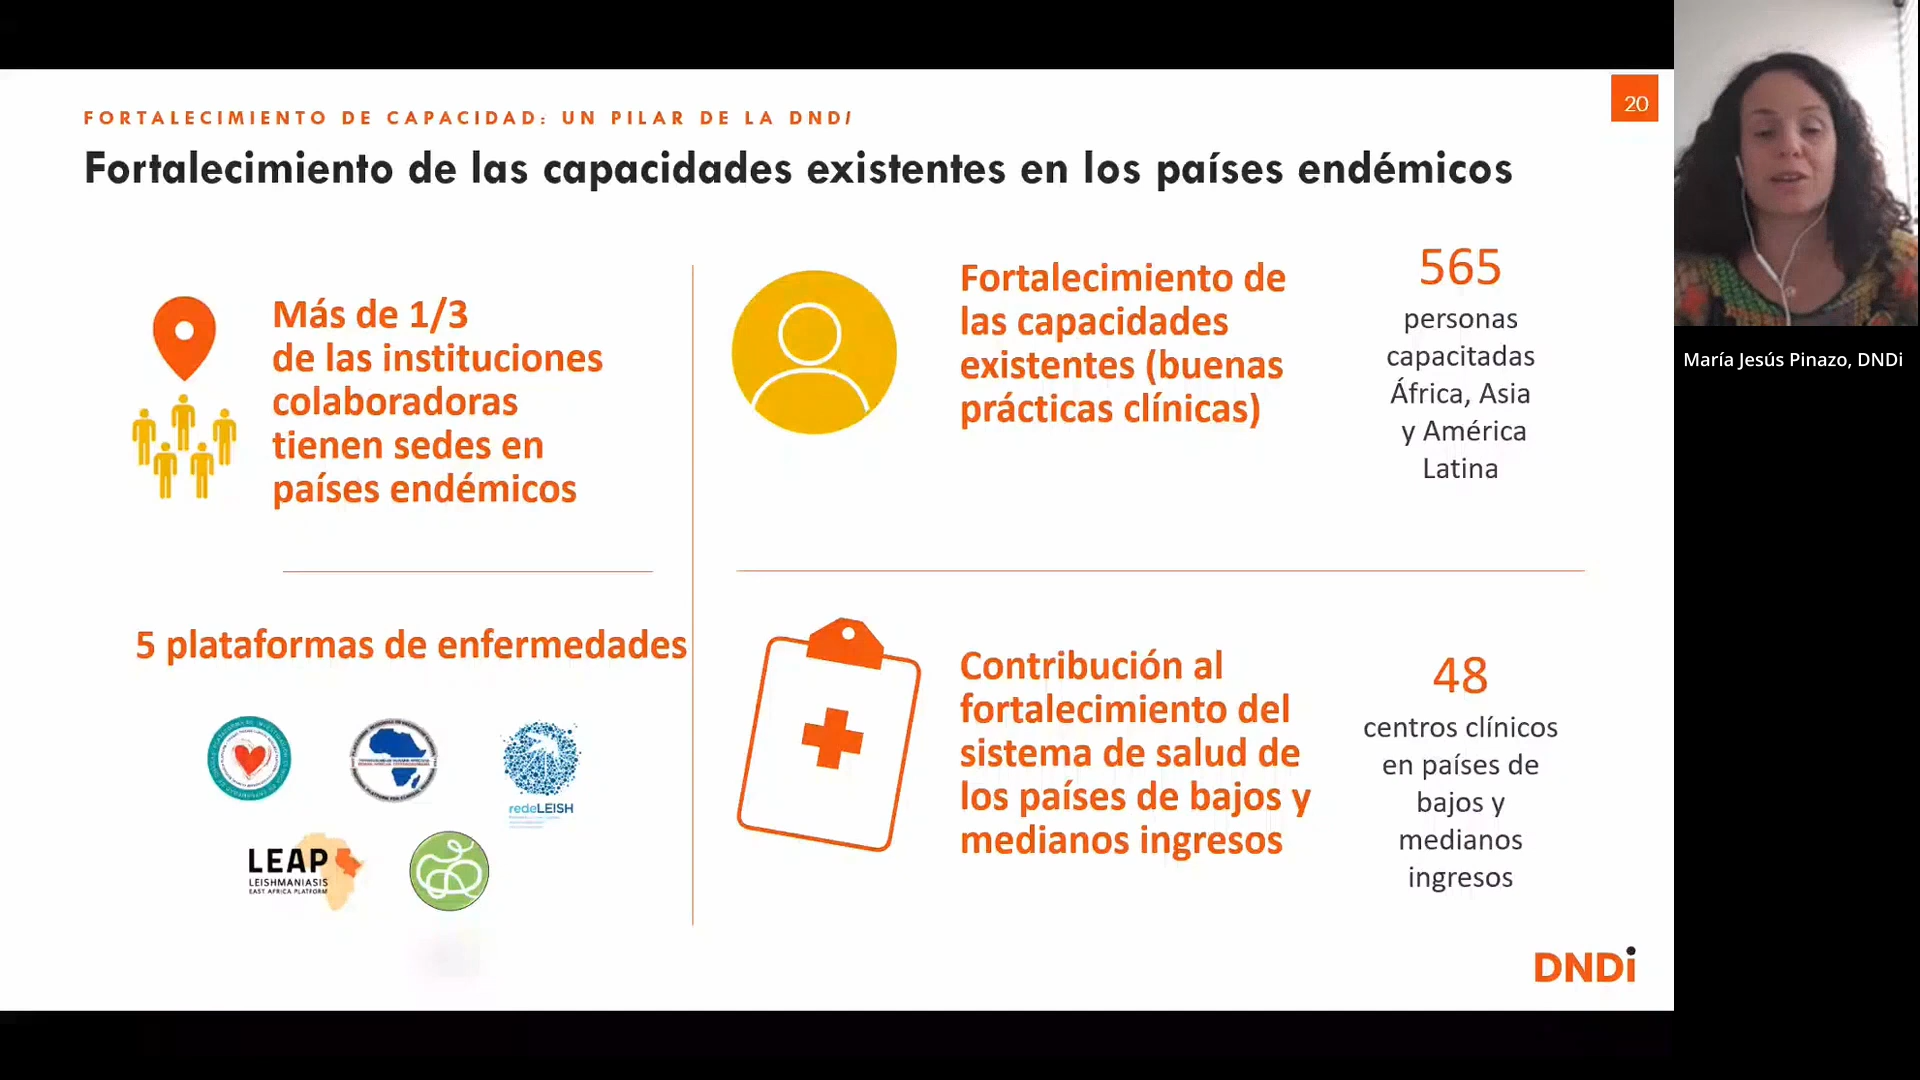 FORTALECIMIENTO DE CAPACIDAD: UN PILAR DE LA DNDi
20
Fortalecimiento de las capacidades existentes en los países endémicos
Más de 1/3
de las instituciones
colaboradoras
tienen sedes en
países endémicos
5 plataformas de enfermedades
redeLEISH
LEAP
LEISHMANIASIS
EAST AFRICA PLATFORM
Fortalecimiento de
las capacidades
existentes (buenas
prácticas clínicas)
565
personas
capacitadas
África, Asia
y América
Latina
Contribución al
fortalecimiento del
sistema de salud de
los países de bajos y
medianos ingresos
48
centros clínicos
en países de
bajos y
medianos
ingresos
DNDi
María Jesús Pinazo, DNDi